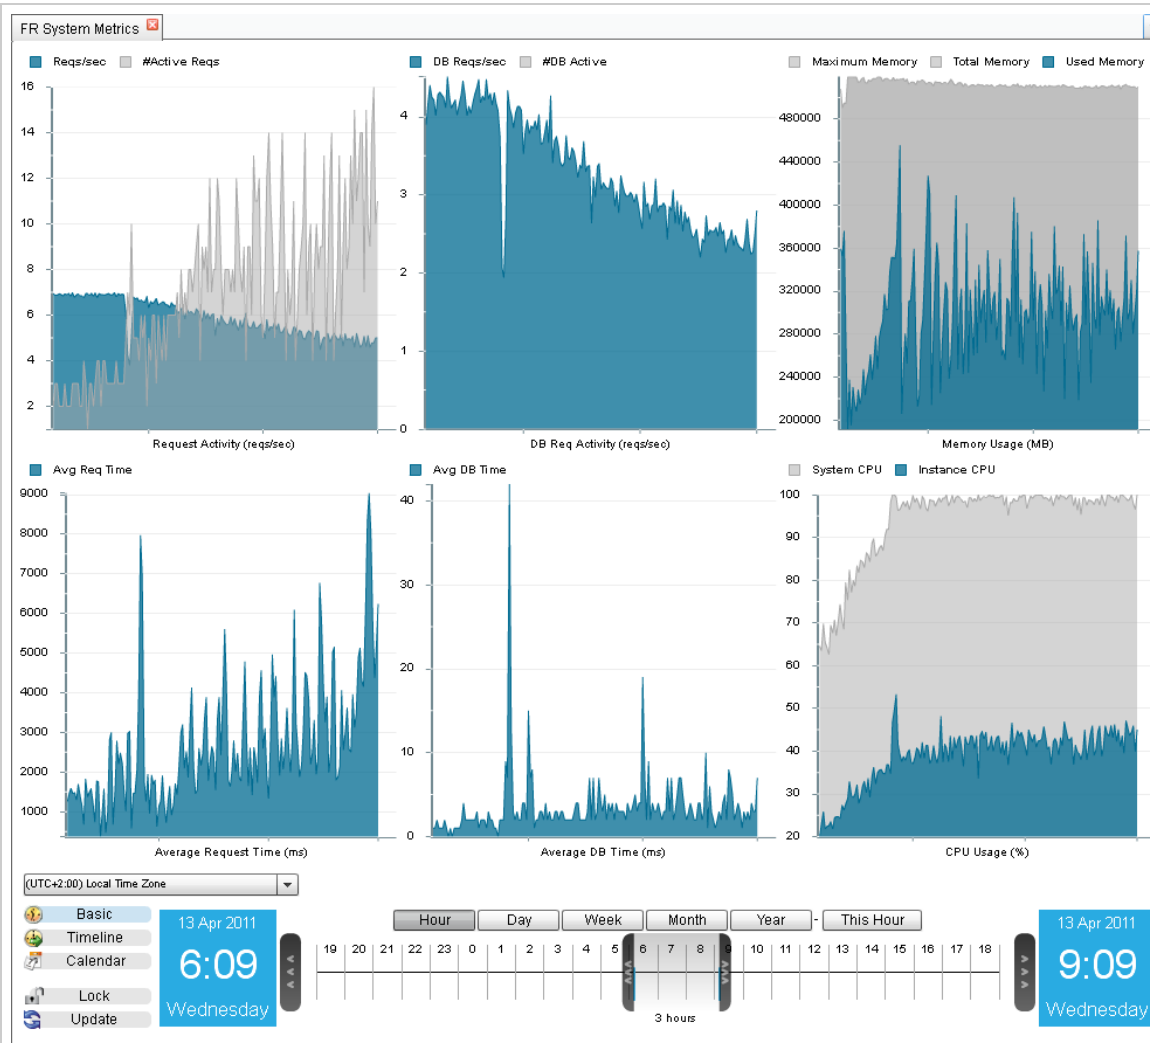 FR System Metrics
Reqs/sec #Active Reqs
16
14
12
10
8
6
4
2
Request Activity (reqs/sec)
DB Reqs/sec #DB Active
4
3
2
1
0
DB Req Activity (reqs/sec)
Maximum Memory Total Memory Used Memory
480000
440000
400000
360000
320000
280000
240000
200000
Memory Usage (MB)
Avg Req Time
9000
8000
7000
6000
5000
4000
3000
2000
1000
Average Request Time (ms)
Avg DB Time
40
30
20
10
0
Average DB Time (ms)
System CPU Instance CPU
100
90
80
70
60
50
40
30
20
CPU Usage (%)
(UTC+2:00) Local Time Zone
Basic
Timeline
Calendar
Lock
Update
13 Apr 2011
6:09
Wednesday
Hour Day Week Month Year - This Hour
19 20 21 22 23 0 1 2 3 4 5 6 7 8 9 10 11 12 13 14 15 16 17 18
3 hours
13 Apr 2011
9:09
Wednesday